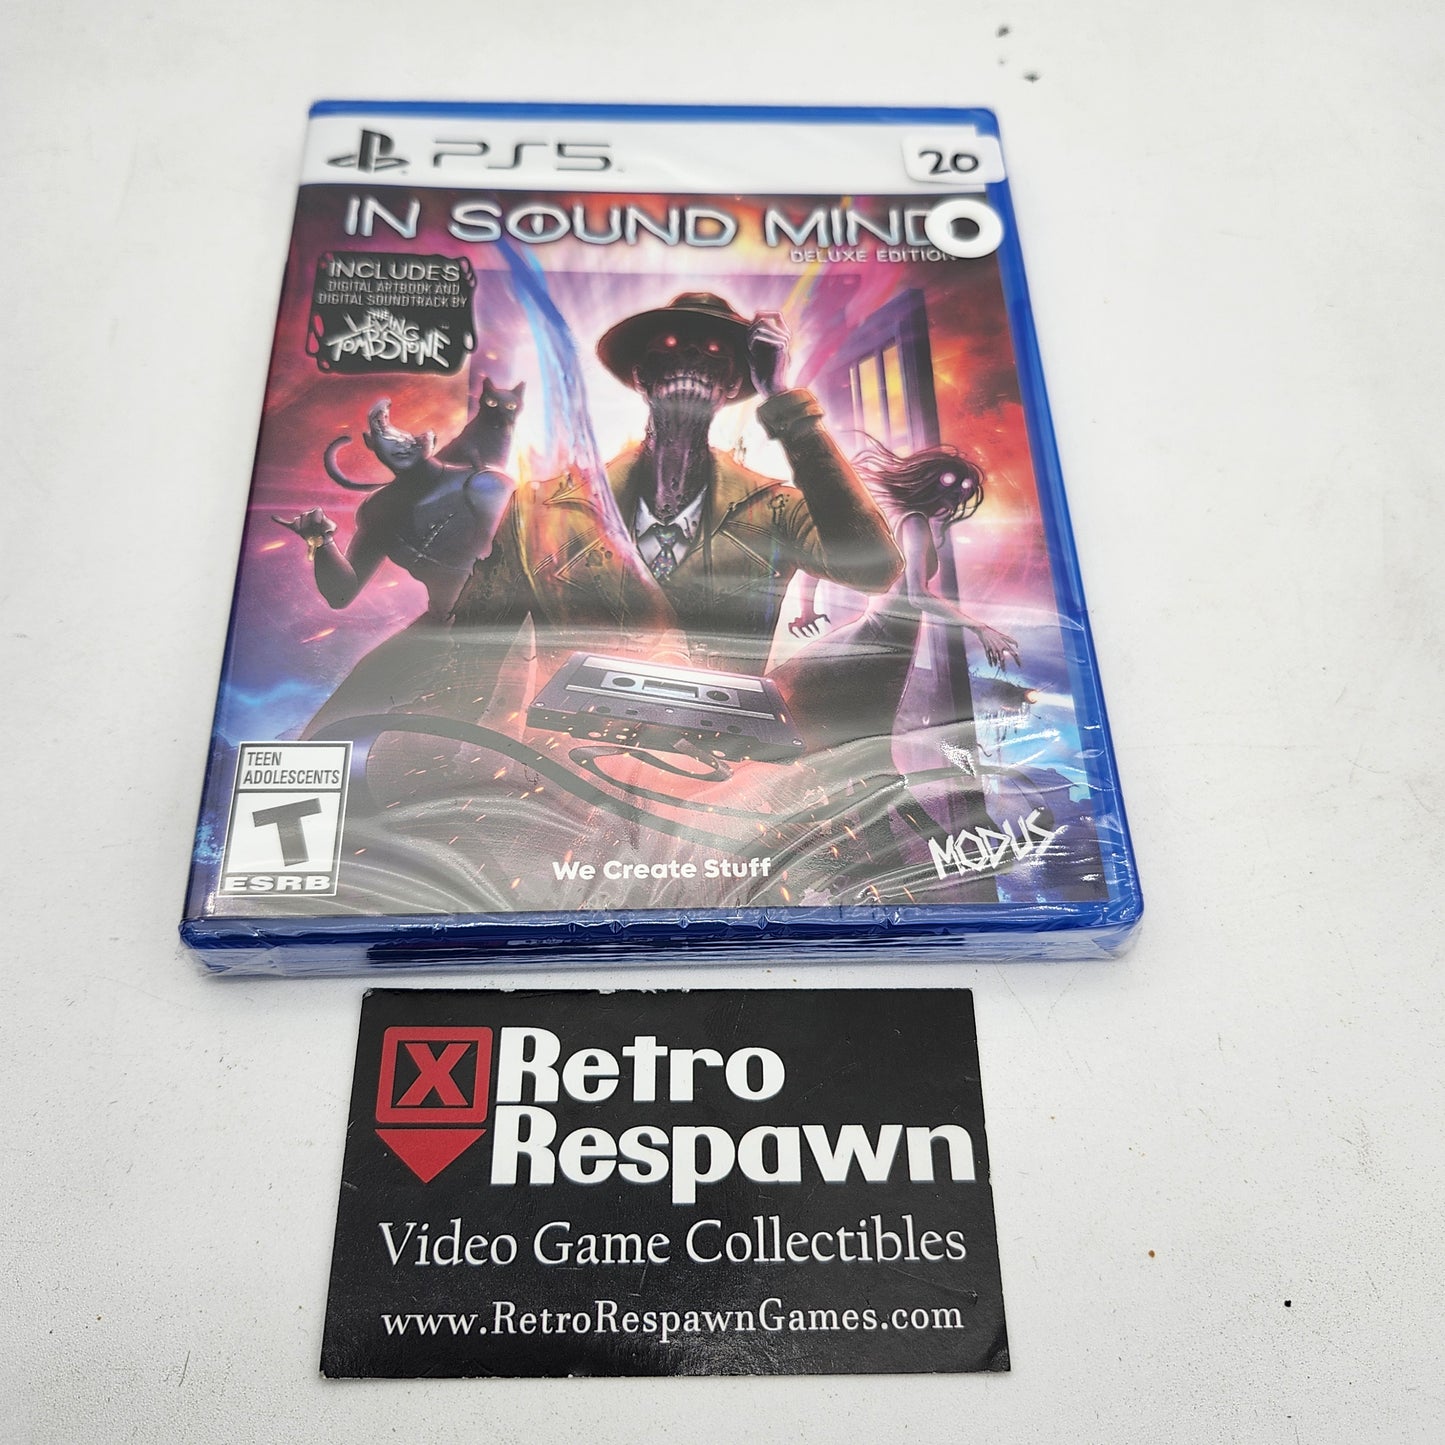 PS5
20
IN SOUND MIND
DELUXE EDITION
INCLUDES
DIGITAL ARTBOOK AND
DIGITAL SOUNDTRACK BY
THE
LIVING
TOMBSTONE
TEEN
ADOLESCENTS
T
ESRB
We Create Stuff
MODUS
X
Retro
Respawn
Video Game Collectibles
www.RetroRespawnGames.com